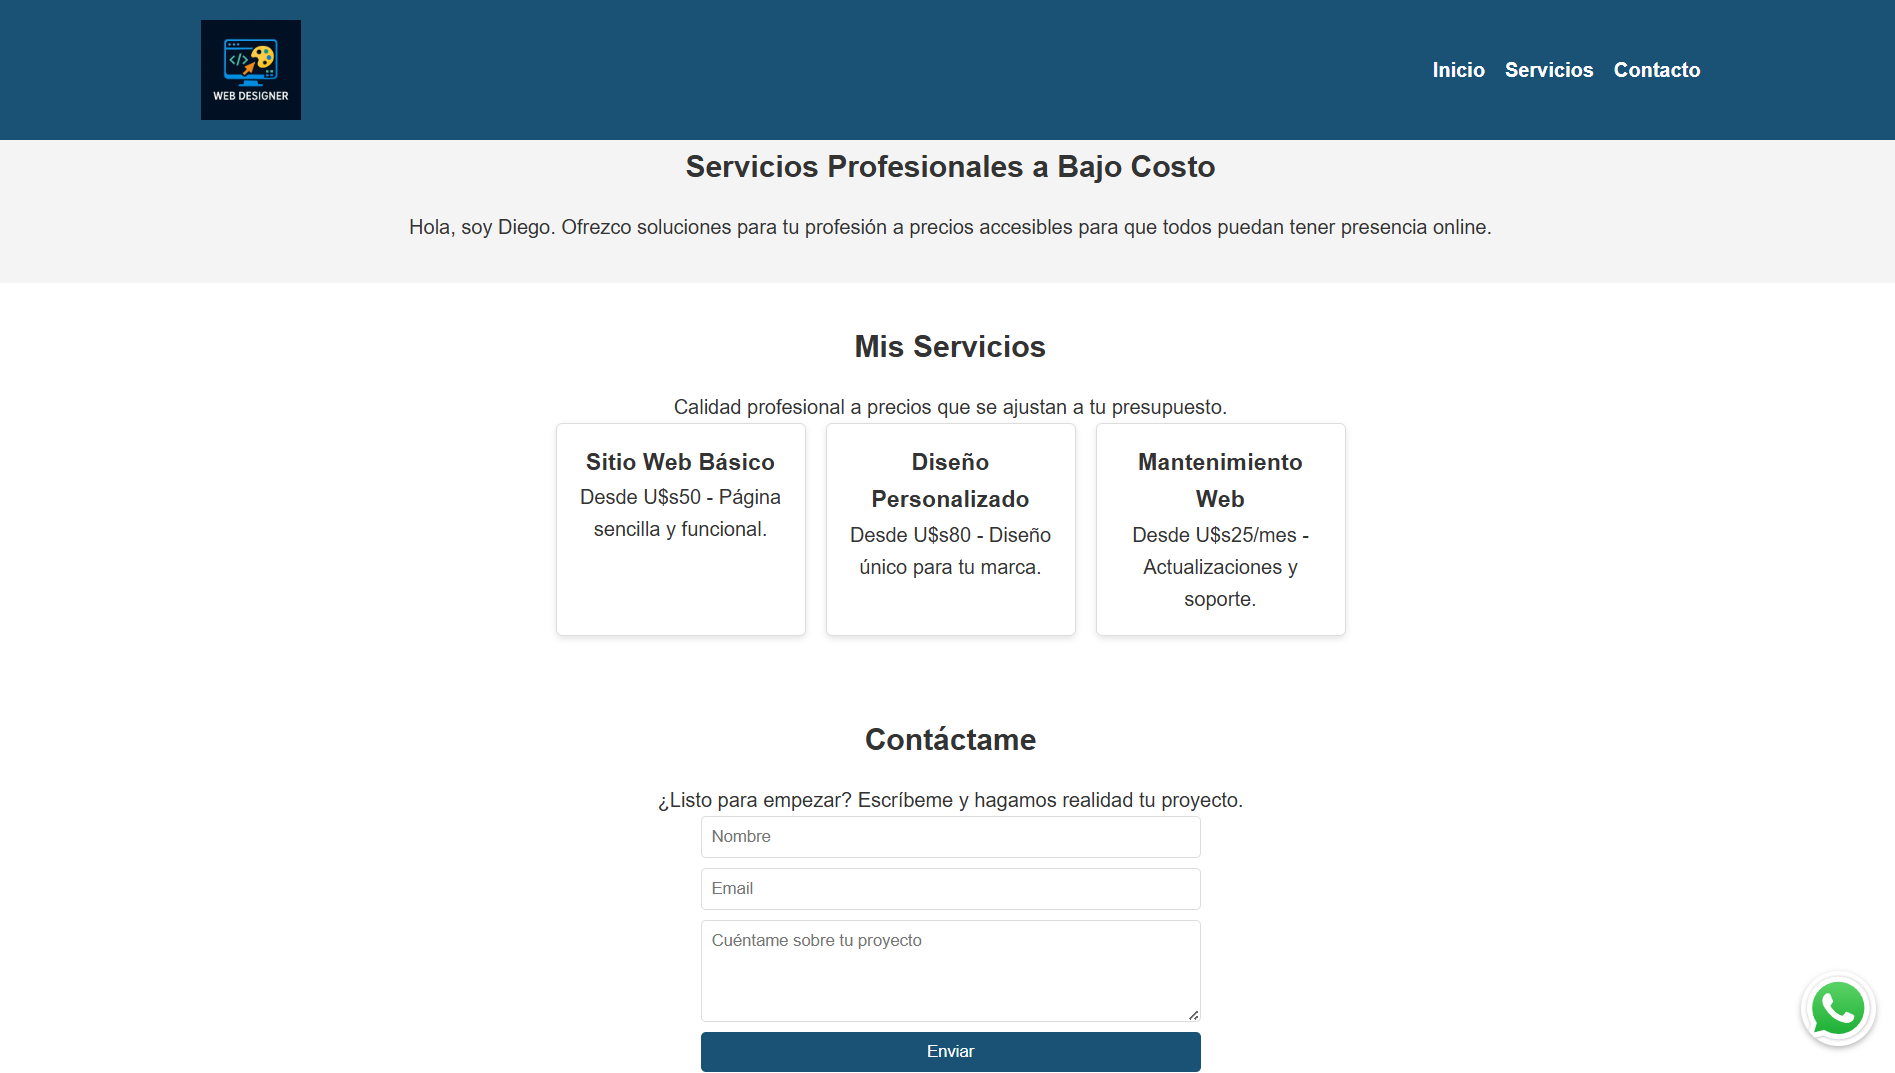 WEB DESIGNER
Inicio Servicios Contacto
Servicios Profesionales a Bajo Costo
Hola, soy Diego. Ofrezco soluciones para tu profesión a precios accesibles para que todos puedan tener presencia online.
Mis Servicios
Calidad profesional a precios que se ajustan a tu presupuesto.
Sitio Web Básico
Desde U$s50 - Página
sencilla y funcional.
Diseño
Personalizado
Desde U$s80 - Diseño
único para tu marca.
Mantenimiento
Web
Desde U$s25/mes -
Actualizaciones y
soporte.
Contáctame
¿Listo para empezar? Escríbeme y hagamos realidad tu proyecto.
Nombre
Email
Cuéntame sobre tu proyecto
Enviar